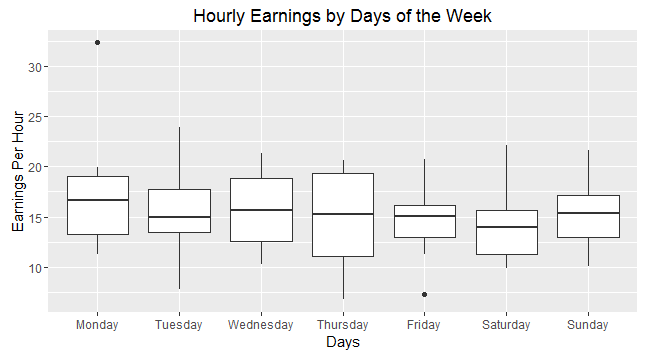 Hourly Earnings by Days of the Week
Earnings Per Hour
30
25
20
15
10
Monday Tuesday Wednesday Thursday Friday Saturday Sunday
Days